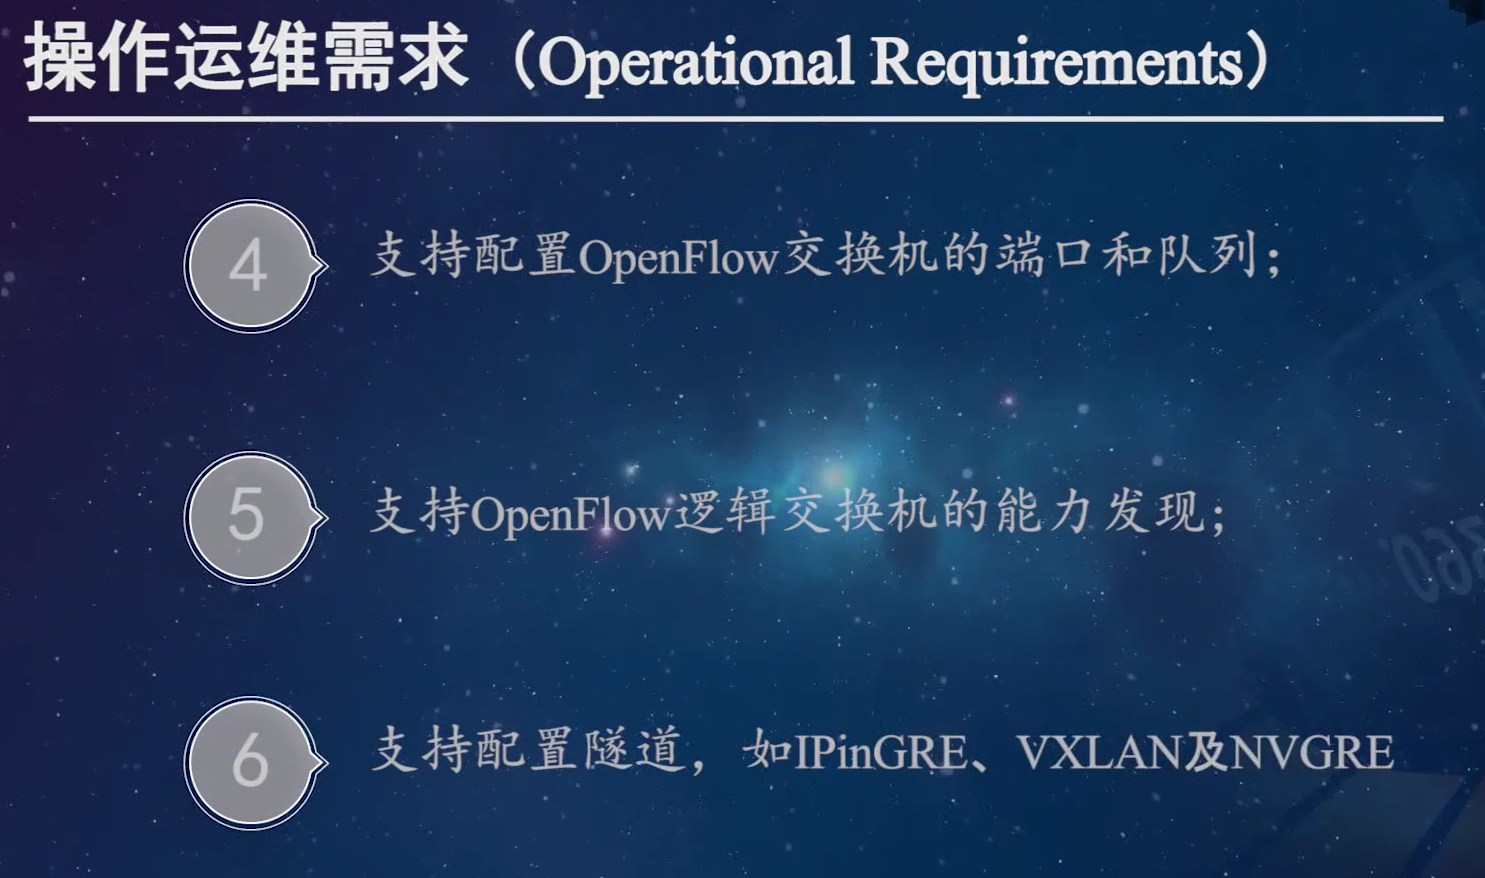 操作运维需求（Operational Requirements）
4
支持配置OpenFlow交换机的端口和队列；
5
支持OpenFlow逻辑交换机的能力发现；
6
支持配置隧道，如IPinGRE、VXLAN及NVGRE